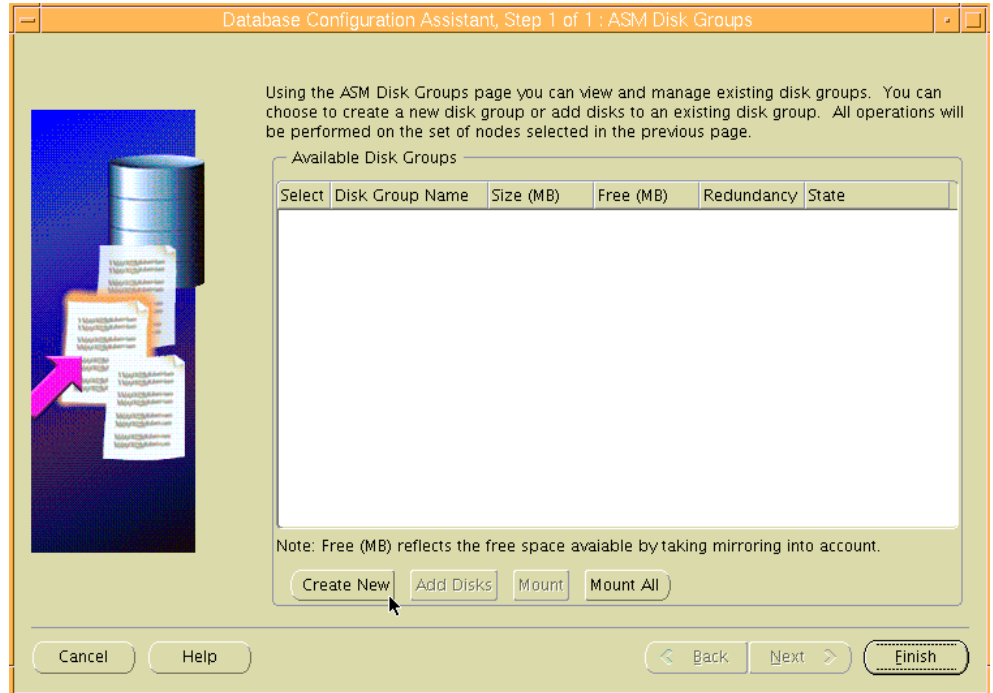 Database Configuration Assistant, Step 1 of 1 : ASM Disk Groups
Using the ASM Disk Groups page you can view and manage existing disk groups. You can
choose to create a new disk group or add disks to an existing disk group. All operations will
be performed on the set of nodes selected in the previous page.
Available Disk Groups
Select Disk Group Name Size (MB) Free (MB) Redundancy State
Note: Free (MB) reflects the free space avaiable by taking mirroring into account.
Create New Add Disks Mount Mount All
Cancel Help Back Next Finish